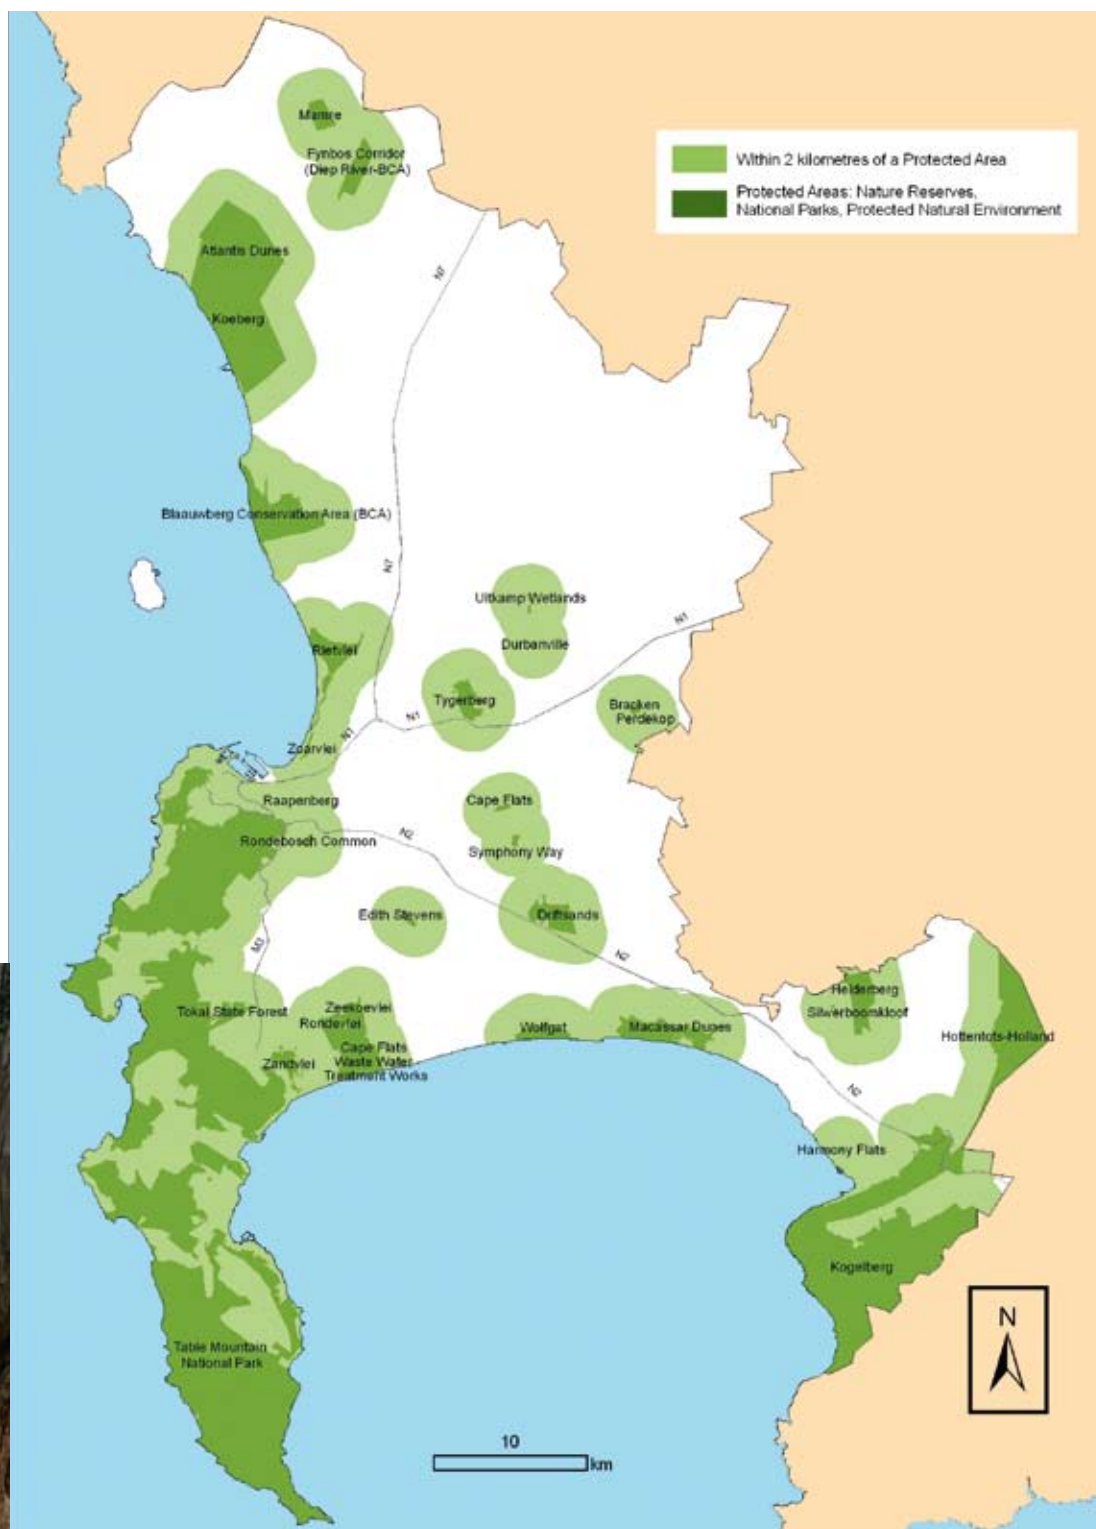 Mamre
Fynbos Corridor
(Diep River-BCA)
Within 2 kilometres of a Protected Area
Protected Areas: Nature Reserves,
National Parks, Protected Natural Environment
Atlantis Dunes
N7
Koeberg
Blaauwberg Conservation Area (BCA)
N7
Uitkamp Wetlands
N1
Durbanville
Rietvlei
Tygerberg
Bracken
Perdekop
N1
N1
Zoarvlei
Raapenberg
Cape Flats
N2
Rondebosch Common
Symphony Way
Edith Stevens
Driftsands
M3
N2
Helderberg
Silwerboomkloof
Tokai State Forest
Zeekoevlei
Rondevlei
Wolfgat
Macassar Dunes
Hottentots-Holland
Cape Flats
Waste Water
Treatment Works
Zandvlei
N2
Harmony Flats
Kogelberg
N
Table Mountain
National Park
10
km